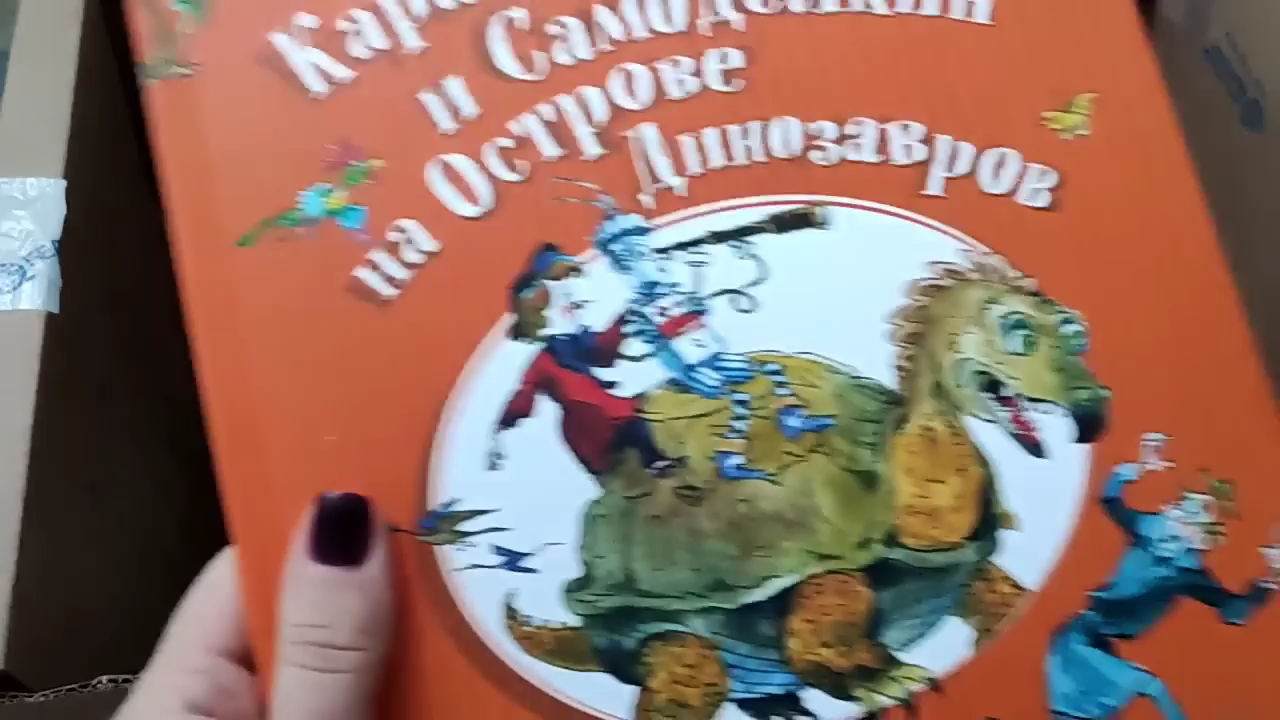 и Самоделкин
на Острове
Динозавров